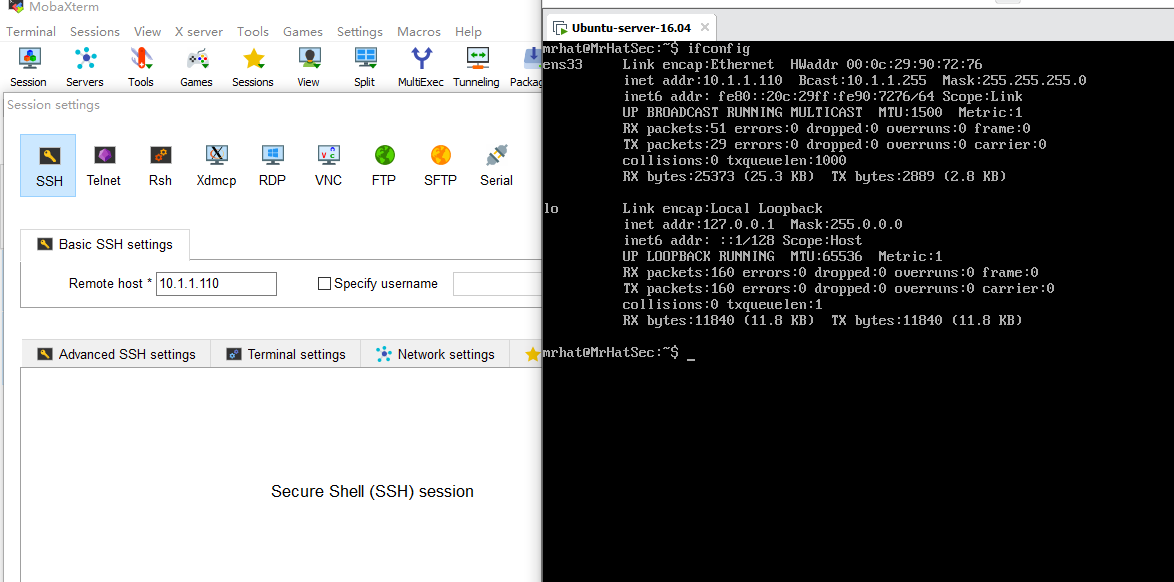 MobaXterm
Terminal Sessions View X server Tools Games Settings Macros Help
Session Servers Tools Games Sessions View Split MultiExec Tunneling Packag
Session settings
SSH Telnet Rsh Xdmcp RDP VNC FTP SFTP Serial
Basic SSH settings
Remote host * 10.1.1.110 Specify username
Advanced SSH settings Terminal settings Network settings
Secure Shell (SSH) session
Ubuntu-server-16.04
mrhat@MrHatSec:~$ ifconfig
ens33 Link encap:Ethernet HWaddr 00:0c:29:90:72:76
inet addr:10.1.1.110 Bcast:10.1.1.255 Mask:255.255.255.0
inet6 addr: fe80::20c:29ff:fe90:7276/64 Scope:Link
UP BROADCAST RUNNING MULTICAST MTU:1500 Metric:1
RX packets:51 errors:0 dropped:0 overruns:0 frame:0
TX packets:29 errors:0 dropped:0 overruns:0 carrier:0
collisions:0 txqueuelen:1000
RX bytes:25373 (25.3 KB) TX bytes:2889 (2.8 KB)
lo Link encap:Local Loopback
inet addr:127.0.0.1 Mask:255.0.0.0
inet6 addr: ::1/128 Scope:Host
UP LOOPBACK RUNNING MTU:65536 Metric:1
RX packets:160 errors:0 dropped:0 overruns:0 frame:0
TX packets:160 errors:0 dropped:0 overruns:0 carrier:0
collisions:0 txqueuelen:1
RX bytes:11840 (11.8 KB) TX bytes:11840 (11.8 KB)
mrhat@MrHatSec:~$ _